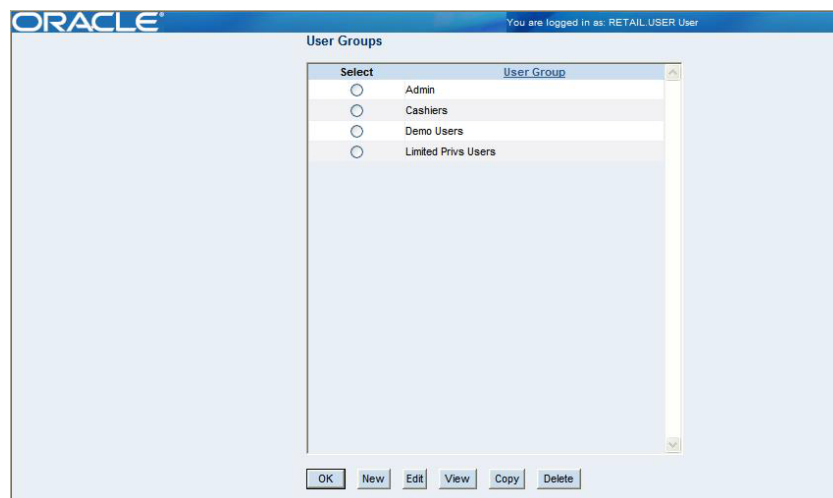 ORACLE
You are logged in as: RETAIL.USER User
User Groups
Select User Group
Admin
Cashiers
Demo Users
Limited Privs Users
OK New Edit View Copy Delete